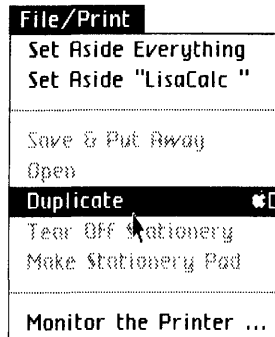 File/Print
Set Aside Everything
Set Aside "LisaCalc "
Save & Put Away
Open
Duplicate
Tear Off Stationery
Make Stationery Pad
Monitor the Printer ...